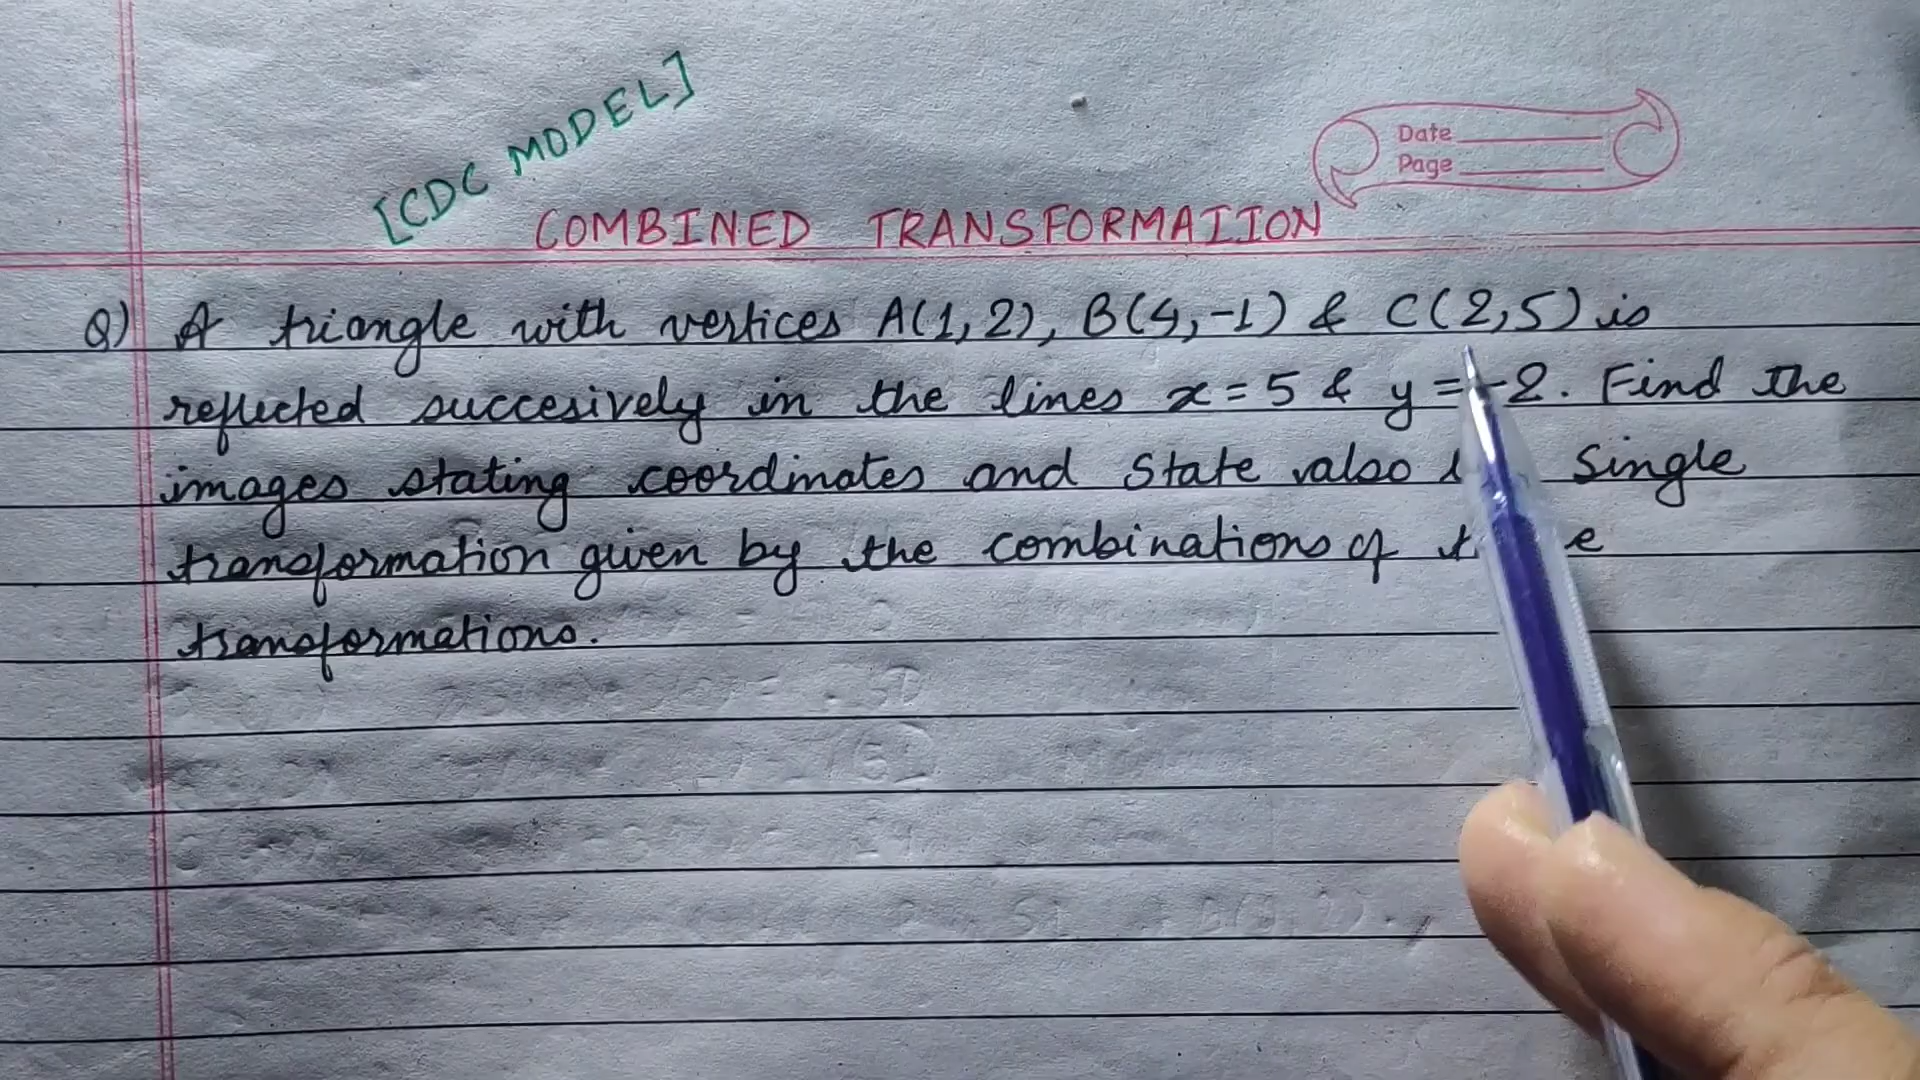 [CDC MODEL]
Date
Page
COMBINED TRANSFORMATION
Q) A triangle with vertices A(1,2), B(4,-1) & C(2,5) is
reflected succesively in the lines x=5 & y=-2. Find the
images stating coordinates and State also Single
transformation given by the combinations of
transformations.